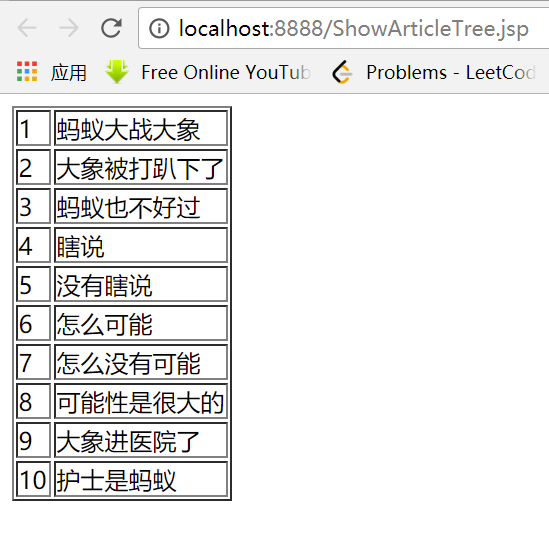 localhost:8888/ShowArticleTree.jsp
应用 Free Online YouTub Problems - LeetCod
1 蚂蚁大战大象
2 大象被打趴下了
3 蚂蚁也不好过
4 瞎说
5 没有瞎说
6 怎么可能
7 怎么没有可能
8 可能性是很大的
9 大象进医院了
10 护士是蚂蚁